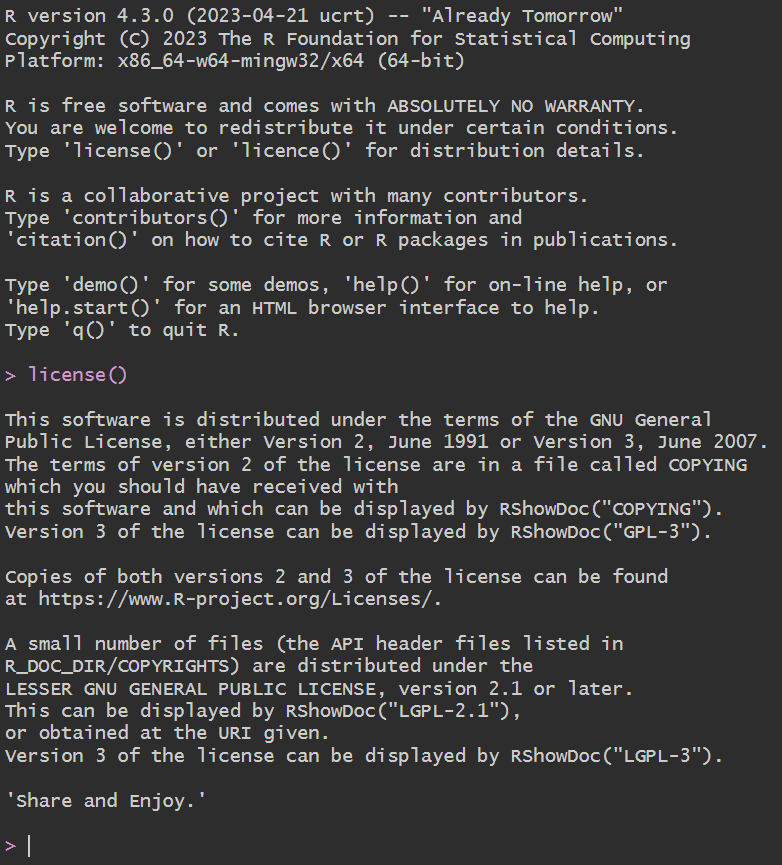 R version 4.3.0 (2023-04-21 ucrt) -- "Already Tomorrow"
Copyright (C) 2023 The R Foundation for Statistical Computing
Platform: x86_64-w64-mingw32/x64 (64-bit)
R is free software and comes with ABSOLUTELY NO WARRANTY.
You are welcome to redistribute it under certain conditions.
Type 'license()' or 'licence()' for distribution details.
R is a collaborative project with many contributors.
Type 'contributors()' for more information and
'citation()' on how to cite R or R packages in publications.
Type 'demo()' for some demos, 'help()' for on-line help, or
'help.start()' for an HTML browser interface to help.
Type 'q()' to quit R.
> license()
This software is distributed under the terms of the GNU General
Public License, either Version 2, June 1991 or Version 3, June 2007.
The terms of version 2 of the license are in a file called COPYING
which you should have received with
this software and which can be displayed by RShowDoc("COPYING").
Version 3 of the license can be displayed by RShowDoc("GPL-3").
Copies of both versions 2 and 3 of the license can be found
at https://www.R-project.org/Licenses/.
A small number of files (the API header files listed in
R_DOC_DIR/COPYRIGHTS) are distributed under the
LESSER GNU GENERAL PUBLIC LICENSE, version 2.1 or later.
This can be displayed by RShowDoc("LGPL-2.1"),
or obtained at the URI given.
Version 3 of the license can be displayed by RShowDoc("LGPL-3").
'Share and Enjoy.'
>